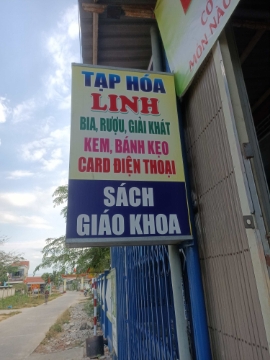 TẠP HÓA
LINH
BIA, RƯỢU, GIẢI KHÁT
KEM, BÁNH KẸO
CARD ĐIỆN THOẠI
SÁCH
GIÁO KHOA